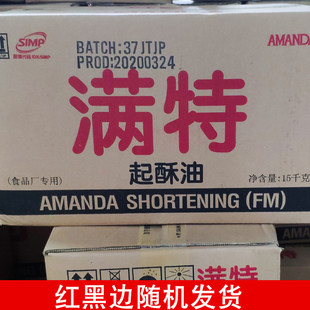 SIMP
BATCH: 37JTJP
PROD:20200324
AMANDA
满特
起酥油
(食品厂专用)
净含量:15千克
AMANDA SHORTENING (FM)
满特
红黑边随机发货